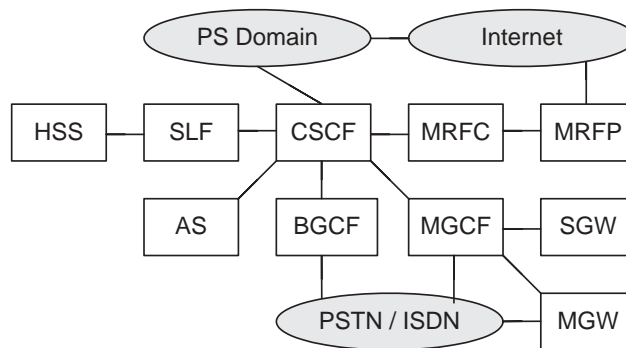 PS Domain
Internet
HSS
SLF
CSCF
MRFC
MRFP
AS
BGCF
MGCF
SGW
PSTN / ISDN
MGW